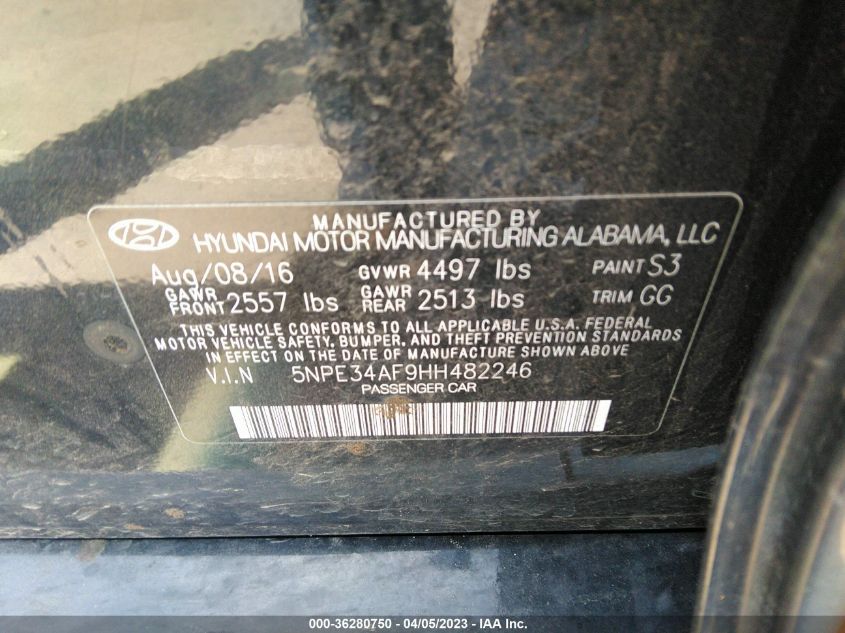 MANUFACTURED BY
HYUNDAI MOTOR MANUFACTURING ALABAMA, LLC
Aug/08/16 GVWR 4497 lbs PAINT S3
GAWR FRONT 2557 lbs GAWR REAR 2513 lbs TRIM GG
THIS VEHICLE CONFORMS TO ALL APPLICABLE U.S.A. FEDERAL
MOTOR VEHICLE SAFETY, BUMPER, AND THEFT PREVENTION STANDARDS
IN EFFECT ON THE DATE OF MANUFACTURE SHOWN ABOVE
V.I.N 5NPE34AF9HH482246
PASSENGER CAR
000-36280750 - 04/05/2023 - IAA Inc.